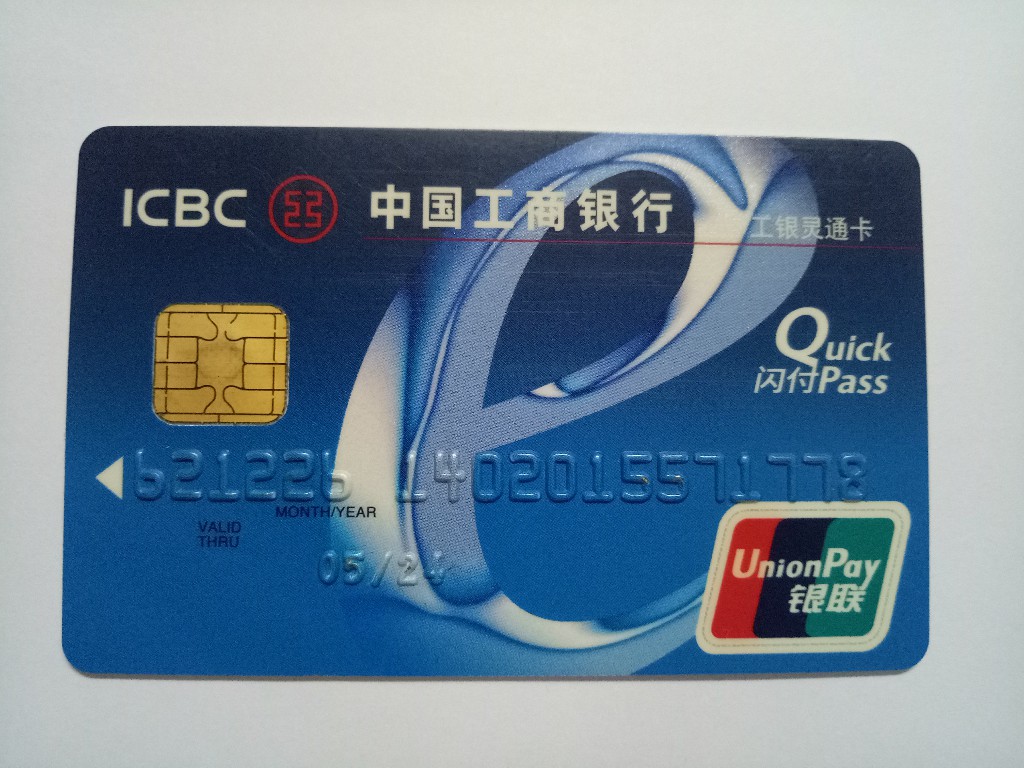 ICBC 中国工商银行
工银灵通卡
Quick
闪付Pass
621226 1402015571778
MONTH/YEAR
VALID
THRU
05/24
UnionPay
银联